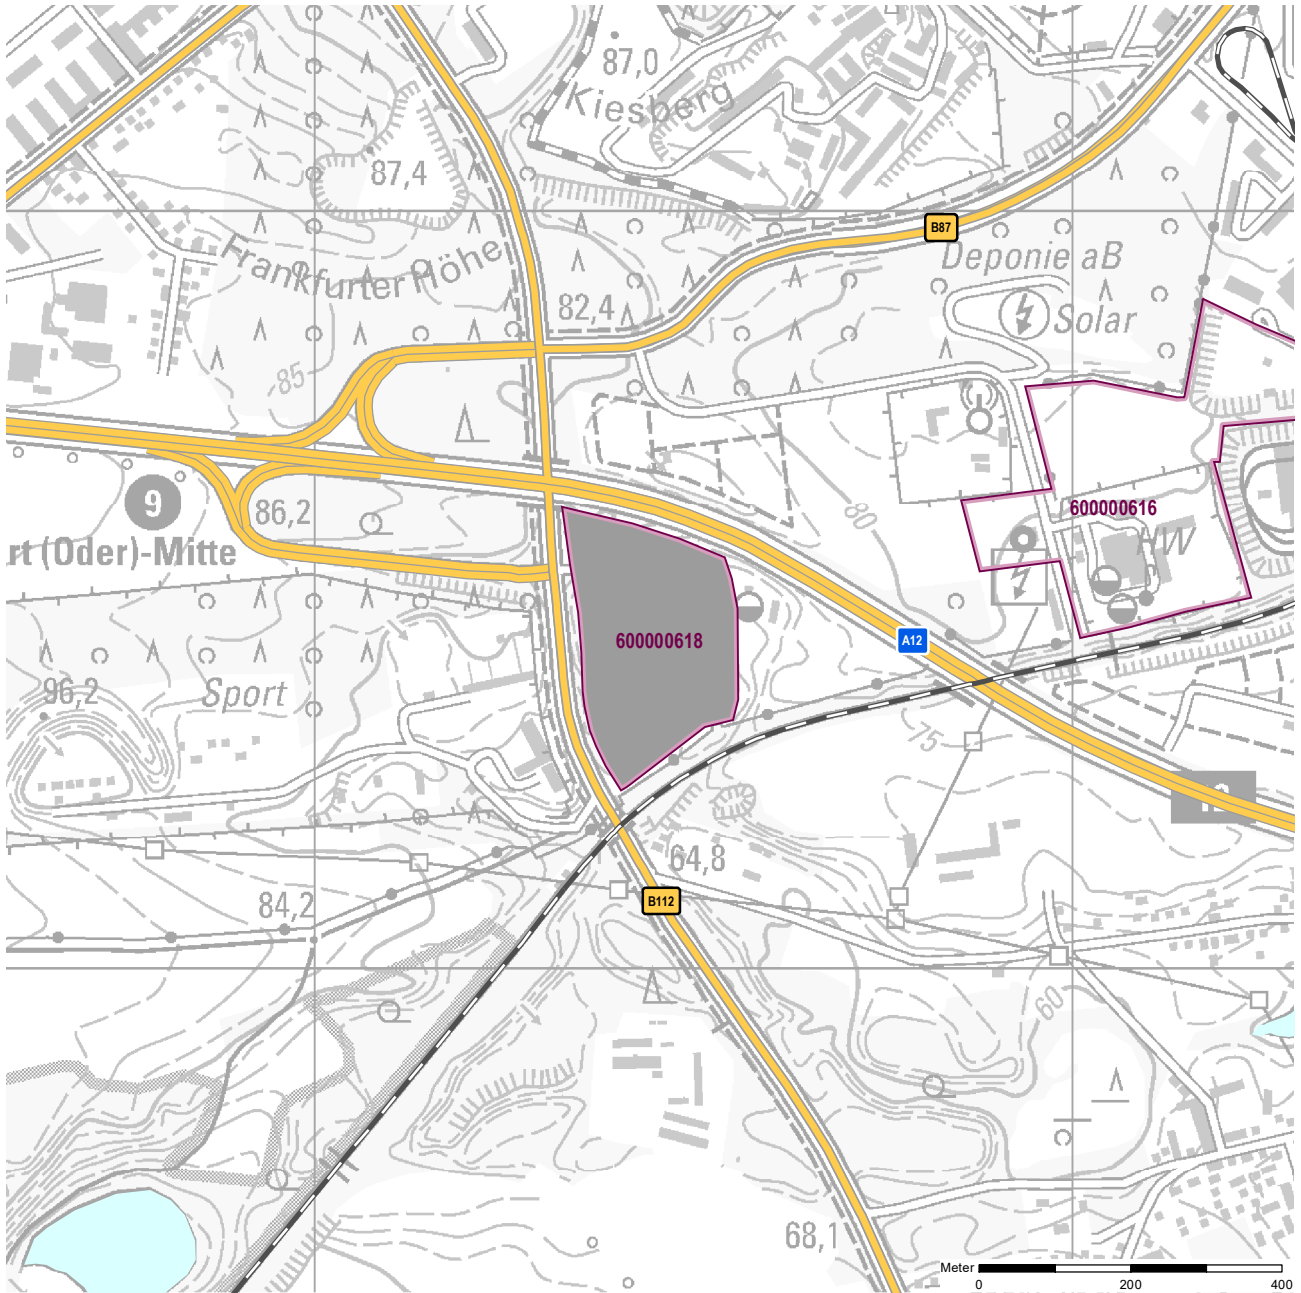 87,0
Kiesberg
87,4
B87
Frankfurter Höhe
Deponie aB
82,4
Solar
85
9
86,2
80
600000616
HW
rt (Oder)-Mitte
600000618
A12
96,2
Sport
75
64,8
84,2
B112
60
68,1
Meter
0 200 400